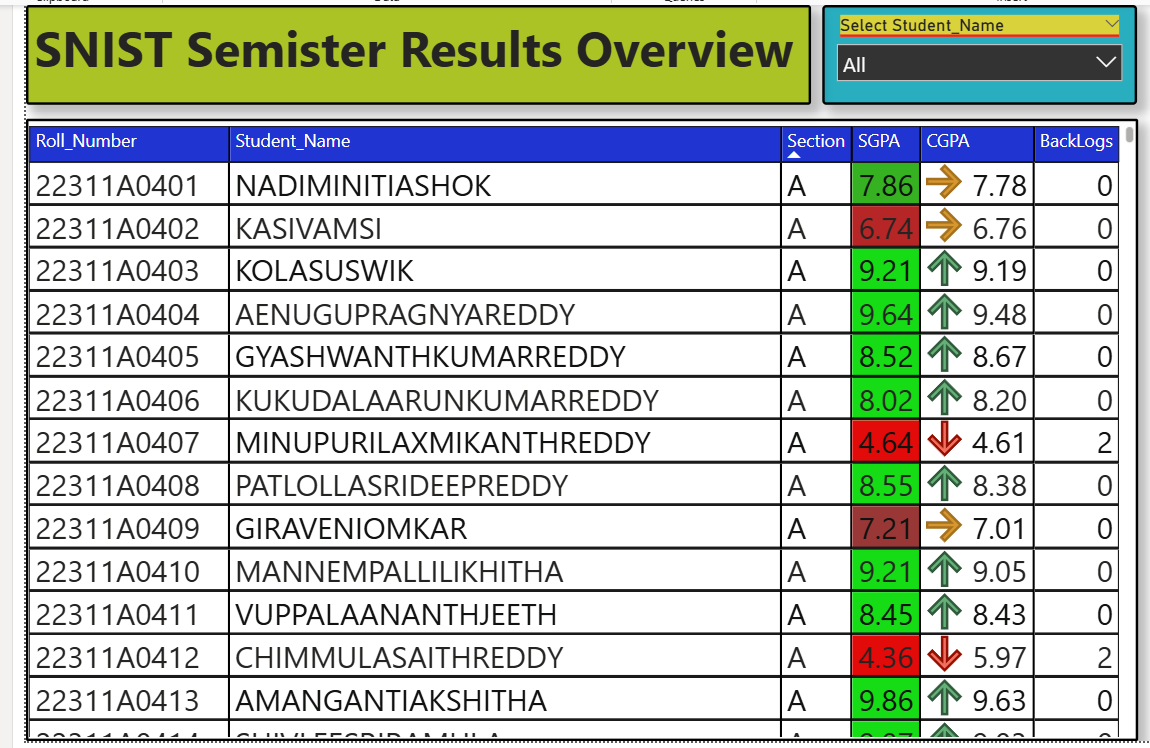 SNIST Semister Results Overview
Select Student_Name
All
Roll_Number Student_Name Section SGPA CGPA BackLogs
22311A0401 NADIMINITIASHOK A 7.86 7.78 0
22311A0402 KASIVAMSI A 6.74 6.76 0
22311A0403 KOLASUSWIK A 9.21 9.19 0
22311A0404 AENUGUPRAGNYAREDDY A 9.64 9.48 0
22311A0405 GYASHWANTHKUMARREDDY A 8.52 8.67 0
22311A0406 KUKUDALAARUNKUMARREDDY A 8.02 8.20 0
22311A0407 MINUPURILAXMIKANTHREDDY A 4.64 4.61 2
22311A0408 PATLOLLASRIDEEPREDDY A 8.55 8.38 0
22311A0409 GIRAVENIOMKAR A 7.21 7.01 0
22311A0410 MANNEMPALLILIKHITHA A 9.21 9.05 0
22311A0411 VUPPALAANANTHJEETH A 8.45 8.43 0
22311A0412 CHIMMULASAITHREDDY A 4.36 5.97 2
22311A0413 AMANGANTIAKSHITHA A 9.86 9.63 0